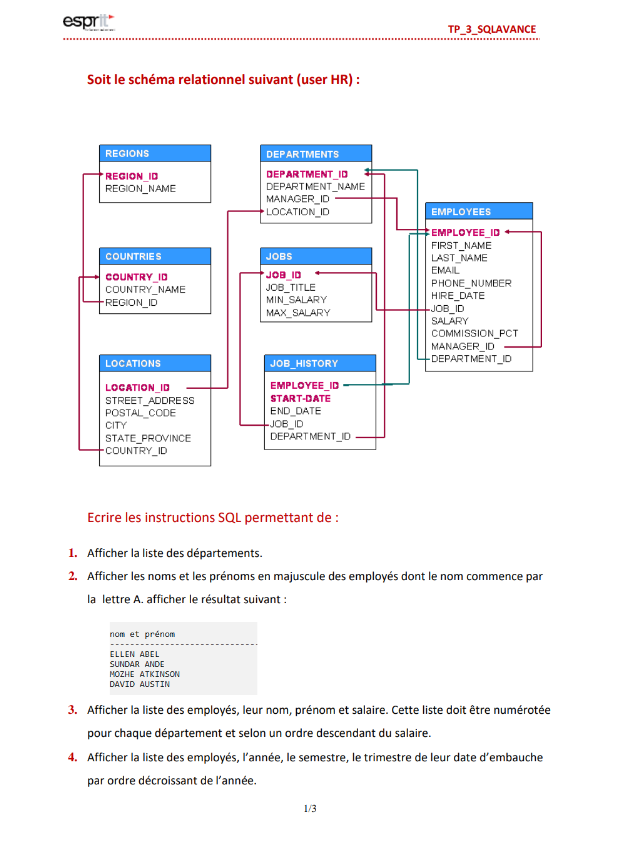 esprit
TP_3_SQLAVANCE
Soit le schéma relationnel suivant (user HR) :
REGIONS
REGION_ID
REGION_NAME
COUNTRIES
COUNTRY_ID
COUNTRY_NAME
REGION_ID
LOCATIONS
LOCATION_ID
STREET_ADDRESS
POSTAL_CODE
CITY
STATE_PROVINCE
COUNTRY_ID
DEPARTMENTS
DEPARTMENT_ID
DEPARTMENT_NAME
MANAGER_ID
LOCATION_ID
JOBS
JOB_ID
JOB_TITLE
MIN_SALARY
MAX_SALARY
JOB_HISTORY
EMPLOYEE_ID
START-DATE
END_DATE
JOB_ID
DEPARTMENT_ID
EMPLOYEES
EMPLOYEE_ID
FIRST_NAME
LAST_NAME
EMAIL
PHONE_NUMBER
HIRE_DATE
JOB_ID
SALARY
COMMISSION_PCT
MANAGER_ID
DEPARTMENT_ID
Ecrire les instructions SQL permettant de :
1. Afficher la liste des départements.
2. Afficher les noms et les prénoms en majuscule des employés dont le nom commence par
la lettre A. afficher le résultat suivant :
nom et prénom
------------------------------
ELLEN ABEL
SUNDAR ANDE
MOZHE ATKINSON
DAVID AUSTIN
3. Afficher la liste des employés, leur nom, prénom et salaire. Cette liste doit être numérotée
pour chaque département et selon un ordre descendant du salaire.
4. Afficher la liste des employés, l’année, le semestre, le trimestre de leur date d’embauche
par ordre décroissant de l’année.
1/3